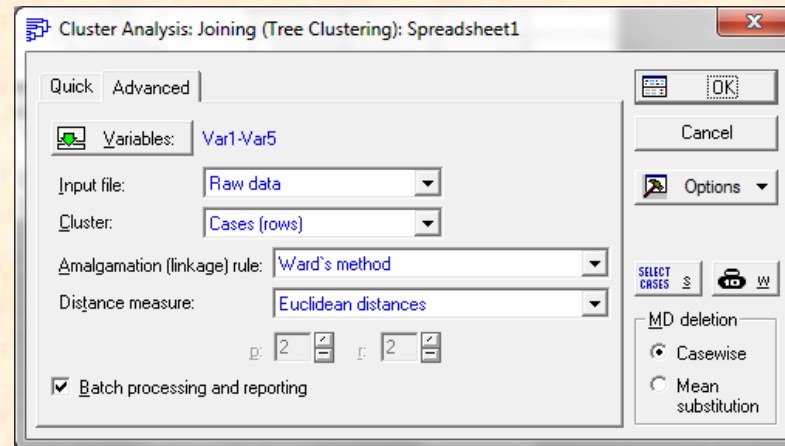 Cluster Analysis: Joining (Tree Clustering): Spreadsheet1
Quick Advanced
Variables: Var1-Var5
Input file: Raw data
Cluster: Cases (rows)
Amalgamation (linkage) rule: Ward`s method
Distance measure: Euclidean distances
p: 2 r: 2
Batch processing and reporting
OK
Cancel
Options
SELECT CASES S W
MD deletion
Casewise
Mean
substitution